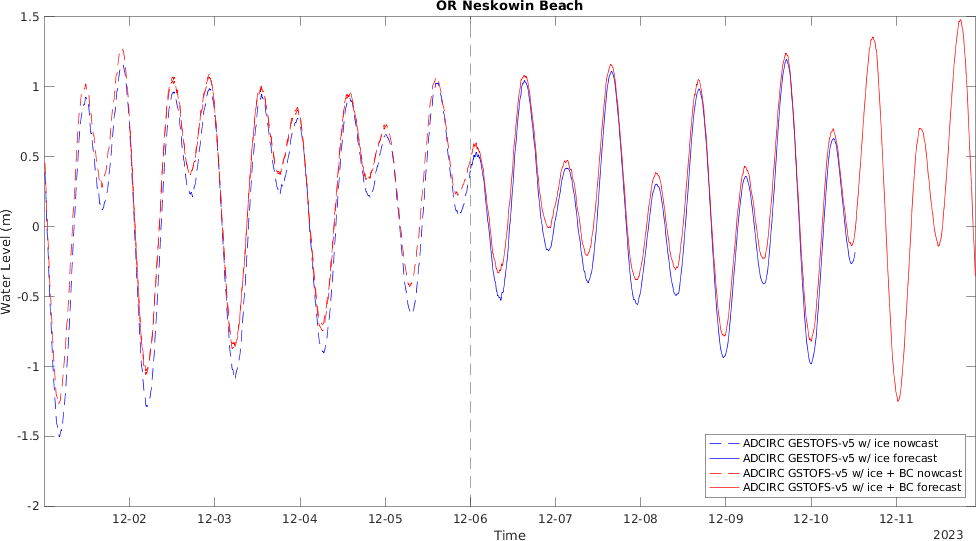 OR Neskowin Beach
1.5
1
0.5
0
-0.5
-1
-1.5
-2
Water Level (m)
ADCIRC GESTOFS-v5 w/ ice nowcast
ADCIRC GESTOFS-v5 w/ ice forecast
ADCIRC GSTOFS-v5 w/ice + BC nowcast
ADCIRC GSTOFS-v5 w/ice + BC forecast
12-02 12-03 12-04 12-05 12-06 12-07 12-08 12-09 12-10 12-11
Time
2023